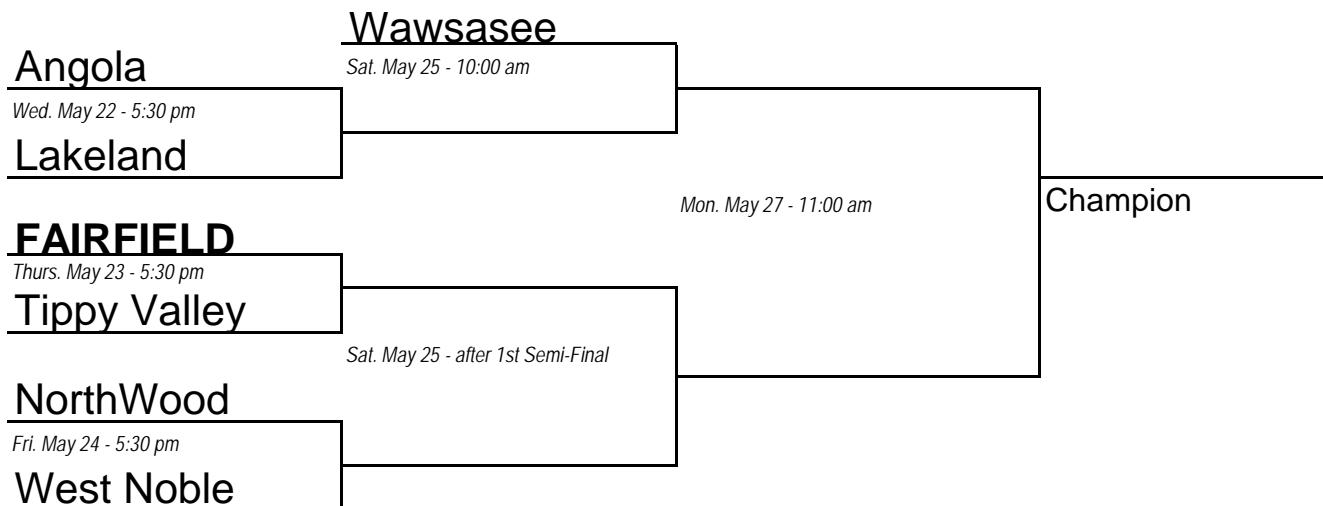 Wawsasee
Angola
Sat. May 25 - 10:00 am
Wed. May 22 - 5:30 pm
Lakeland
Mon. May 27 - 11:00 am
Champion
FAIRFIELD
Thurs. May 23 - 5:30 pm
Tippy Valley
Sat. May 25 - after 1st Semi-Final
NorthWood
Fri. May 24 - 5:30 pm
West Noble